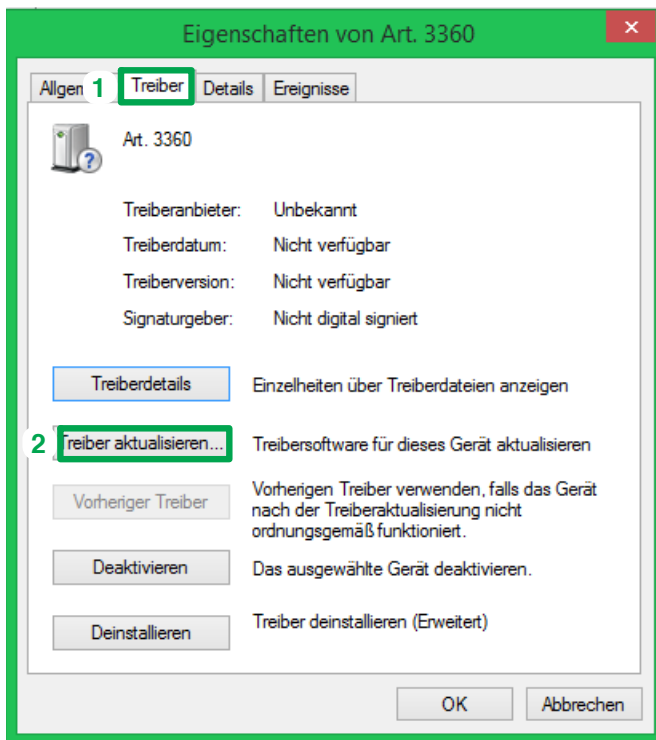 Eigenschaften von Art. 3360
×
Allgem 1 Treiber Details Ereignisse
Art. 3360
Treiberanbieter: Unbekannt
Treiberdatum: Nicht verfügbar
Treiberversion: Nicht verfügbar
Signaturgeber: Nicht digital signiert
Treiberdetails Einzelheiten über Treiberdateien anzeigen
2 Treiber aktualisieren... Treibersoftware für dieses Gerät aktualisieren
Vorheriger Treiber Vorherigen Treiber verwenden, falls das Gerät
nach der Treiberaktualisierung nicht
ordnungsgemäß funktioniert.
Deaktivieren Das ausgewählte Gerät deaktivieren.
Deinstallieren Treiber deinstallieren (Erweitert)
OK Abbrechen